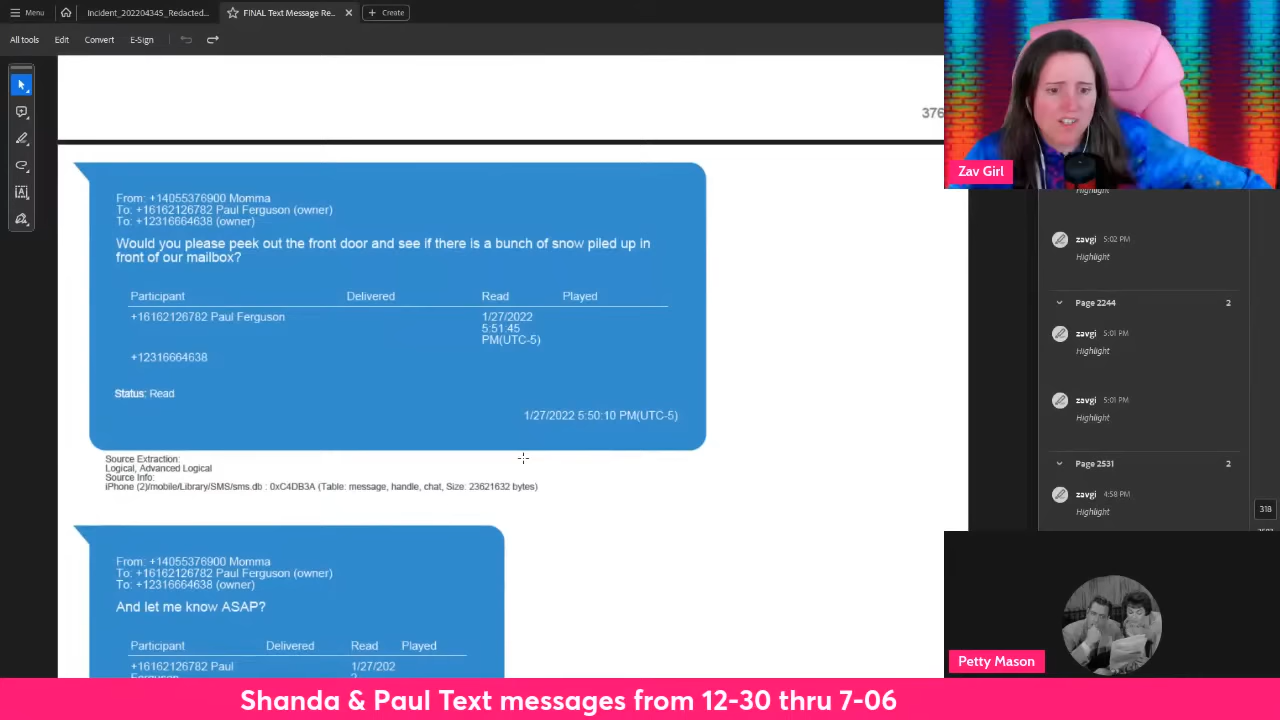 Menu
Incident_202204345_Redacted...
FINAL Text Message Re...
Create
All tools
Edit
Convert
E-Sign
376
From: +14055376900 Momma
To: +16162126782 Paul Ferguson (owner)
To: +12316664638 (owner)
Would you please peek out the front door and see if there is a bunch of snow piled up in
front of our mailbox?
Participant Delivered Read Played
+16162126782 Paul Ferguson 1/27/2022
5:51:45
PM(UTC-5)
+12316664638
Status: Read
1/27/2022 5:50:10 PM(UTC-5)
Source Extraction:
Logical, Advanced Logical
Source Info:
iPhone (2)/mobile/Library/SMS/sms.db : 0xC4DB3A (Table: message, handle, chat, Size: 23621632 bytes)
From: +14055376900 Momma
To: +16162126782 Paul Ferguson (owner)
To: +12316664638 (owner)
And let me know ASAP?
Participant Delivered Read Played
+16162126782 Paul 1/27/202
Zav Girl
Highlight
zavgi 5:02 PM
Highlight
Page 2244 2
zavgi 5:01 PM
Highlight
zavgi 5:01 PM
Highlight
Page 2531 2
zavgi 4:58 PM
Highlight
318
Petty Mason
Shanda & Paul Text messages from 12-30 thru 7-06